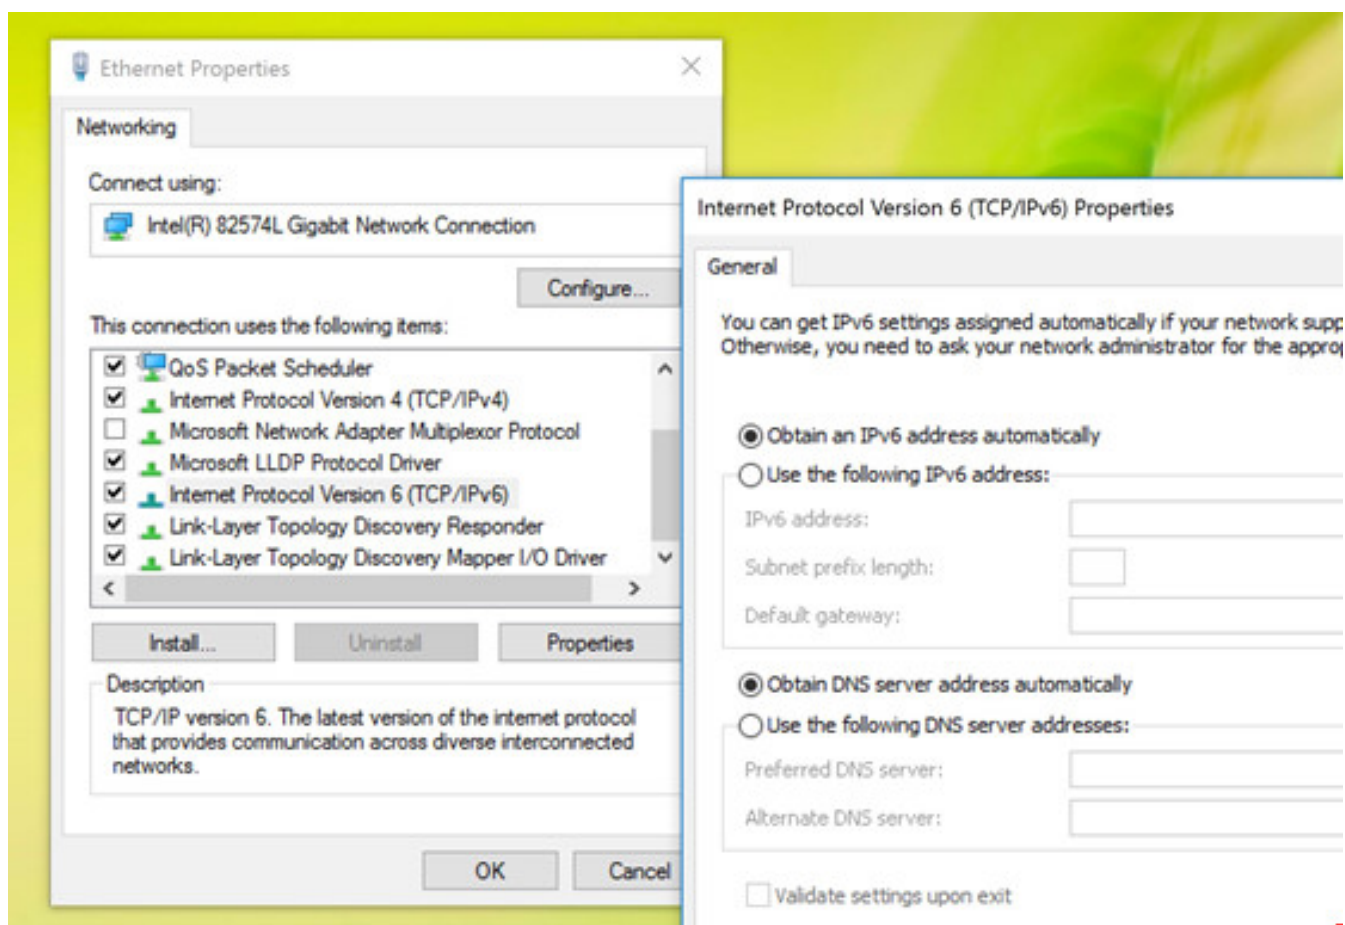 Ethernet Properties
Networking
Connect using:
Intel(R) 82574L Gigabit Network Connection
Configure...
This connection uses the following items:
QoS Packet Scheduler
Internet Protocol Version 4 (TCP/IPv4)
Microsoft Network Adapter Multiplexor Protocol
Microsoft LLDP Protocol Driver
Internet Protocol Version 6 (TCP/IPv6)
Link-Layer Topology Discovery Responder
Link-Layer Topology Discovery Mapper I/O Driver
Install...
Uninstall
Properties
Description
TCP/IP version 6. The latest version of the internet protocol
that provides communication across diverse interconnected
networks.
OK
Cancel
Internet Protocol Version 6 (TCP/IPv6) Properties
General
You can get IPv6 settings assigned automatically if your network supp
Otherwise, you need to ask your network administrator for the approp
Obtain an IPv6 address automatically
Use the following IPv6 address:
IPv6 address:
Subnet prefix length:
Default gateway:
Obtain DNS server address automatically
Use the following DNS server addresses:
Preferred DNS server:
Alternate DNS server:
Validate settings upon exit